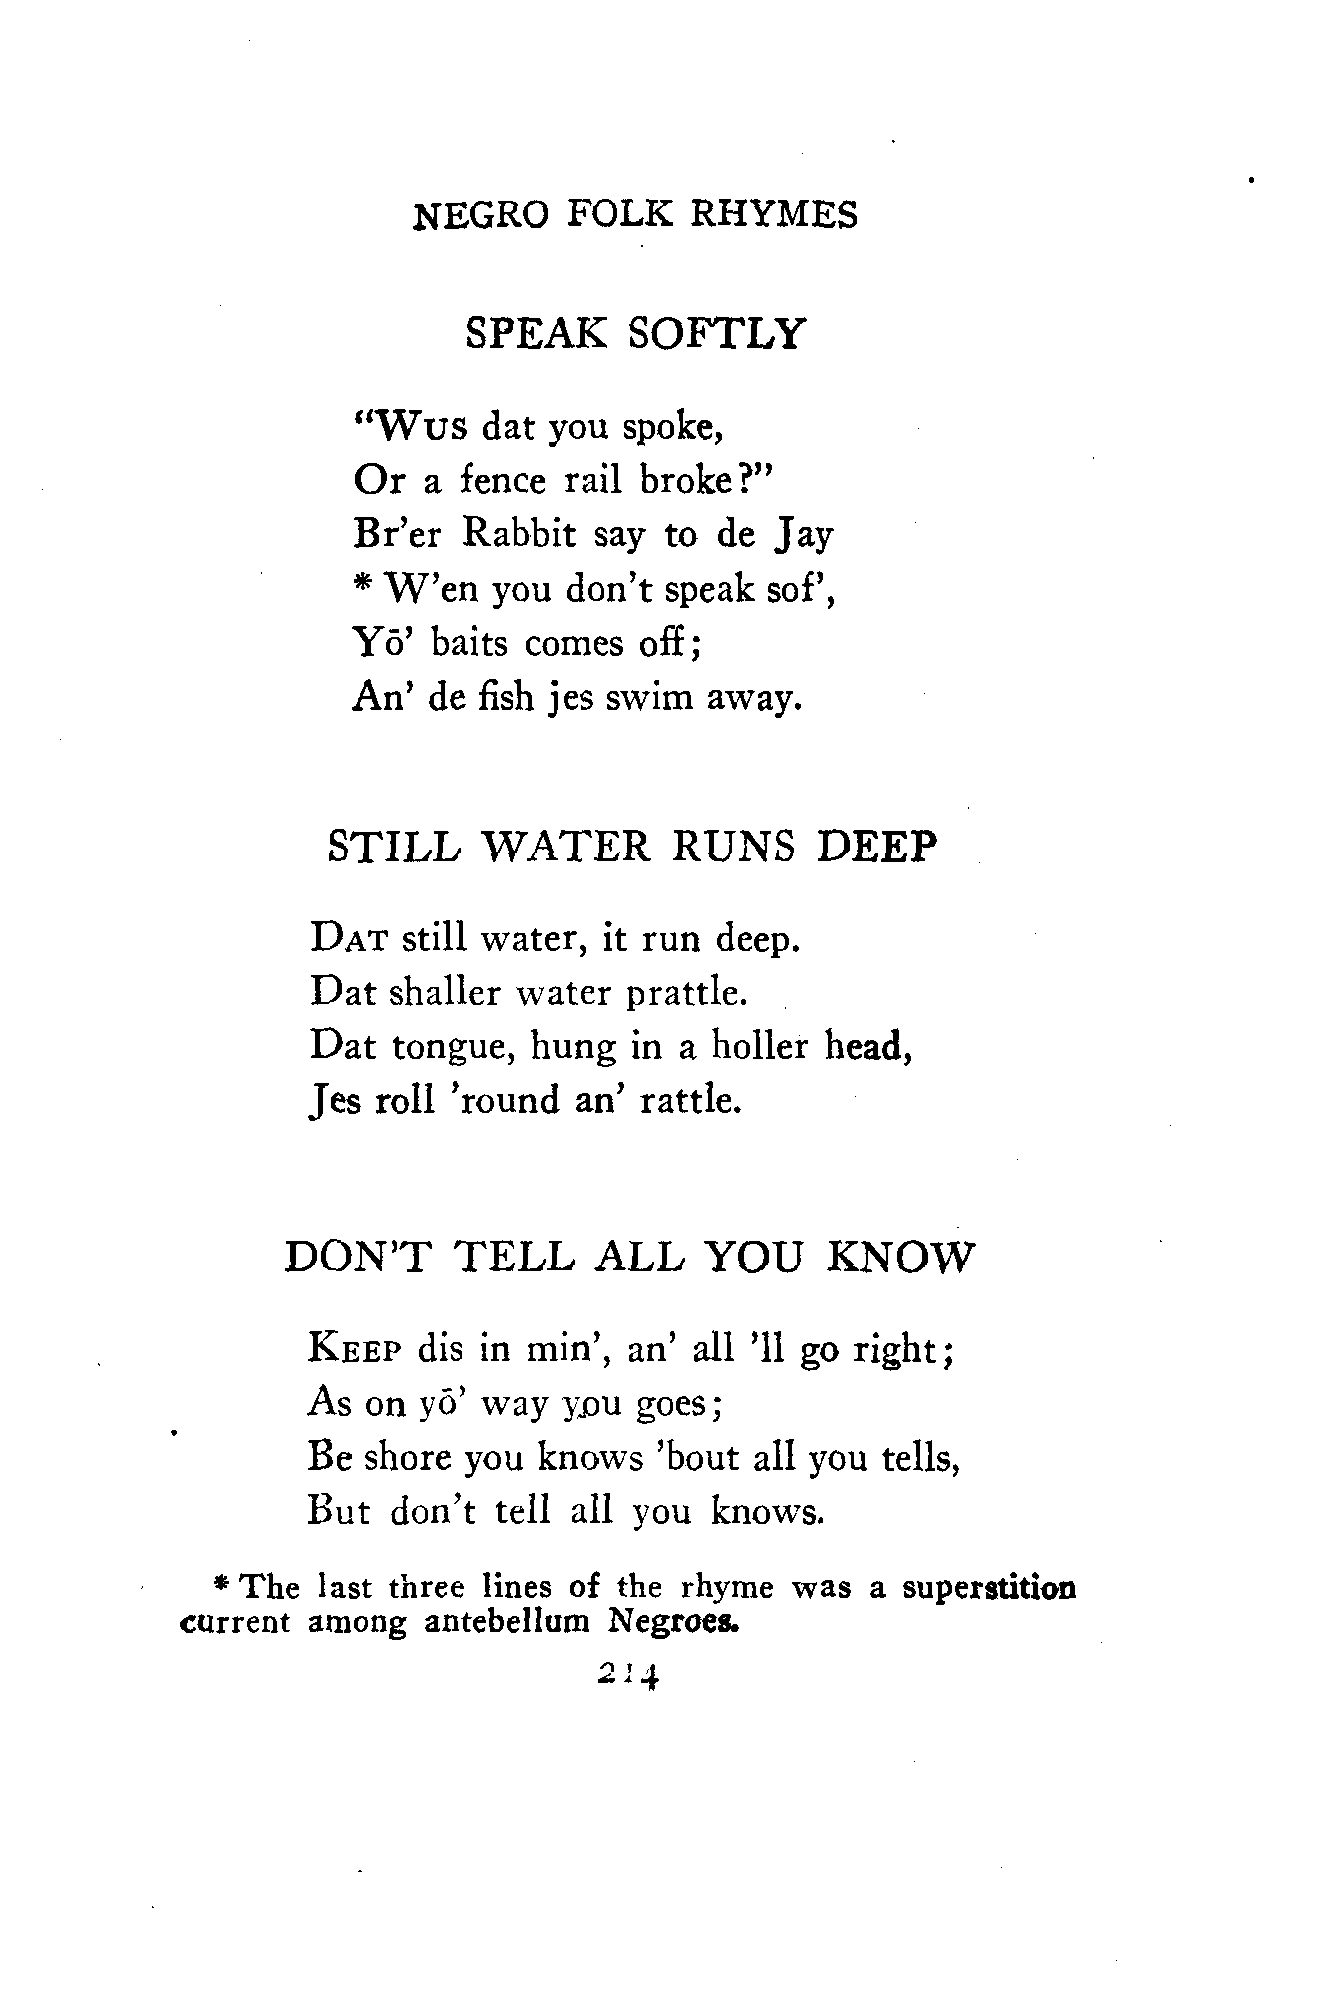 NEGRO FOLK RHYMES
SPEAK SOFTLY
“WUS dat you spoke,
Or a fence rail broke?”
Br’er Rabbit say to de Jay
* W’en you don’t speak sof’,
Yō’ baits comes off;
An’ de fish jes swim away.
STILL WATER RUNS DEEP
DAT still water, it run deep.
Dat shaller water prattle.
Dat tongue, hung in a holler head,
Jes roll ’round an’ rattle.
DON’T TELL ALL YOU KNOW
KEEP dis in min’, an’ all ’ll go right;
As on yō’ way you goes;
Be shore you knows ’bout all you tells,
But don’t tell all you knows.
* The last three lines of the rhyme was a superstition
current among antebellum Negroes.
214